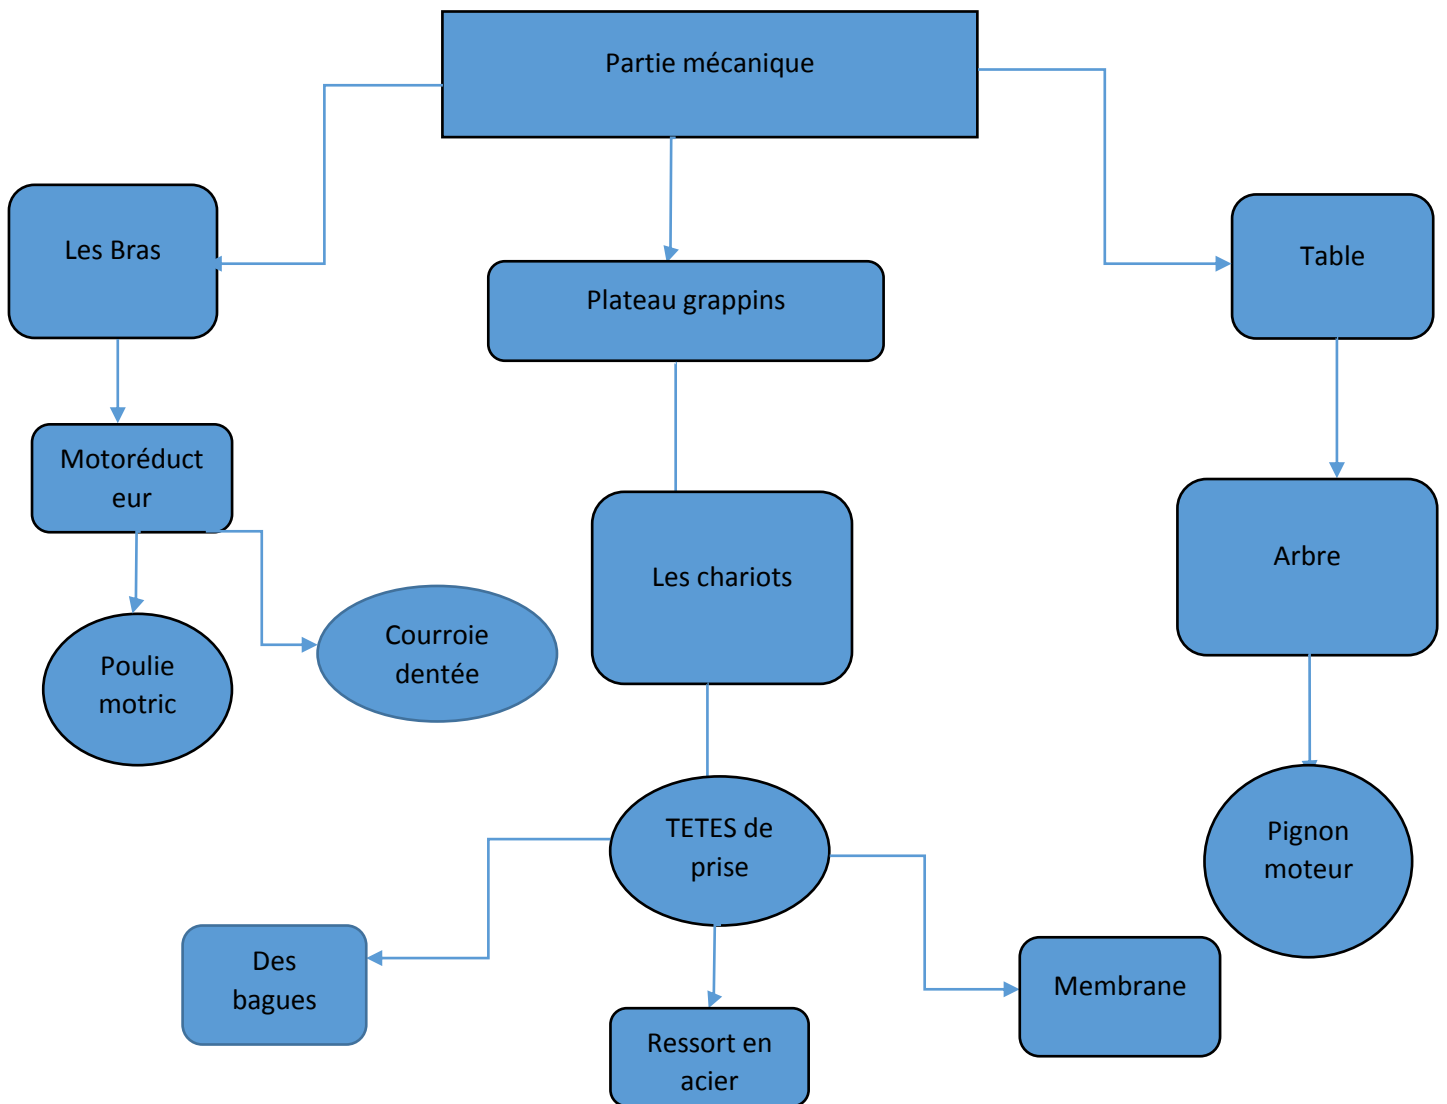 Partie mécanique
Les Bras
Plateau grappins
Table
Motoréduct
eur
Les chariots
Arbre
Courroie
dentée
Poulie
motric
TETES de
prise
Pignon
moteur
Des
bagues
Ressort en
acier
Membrane